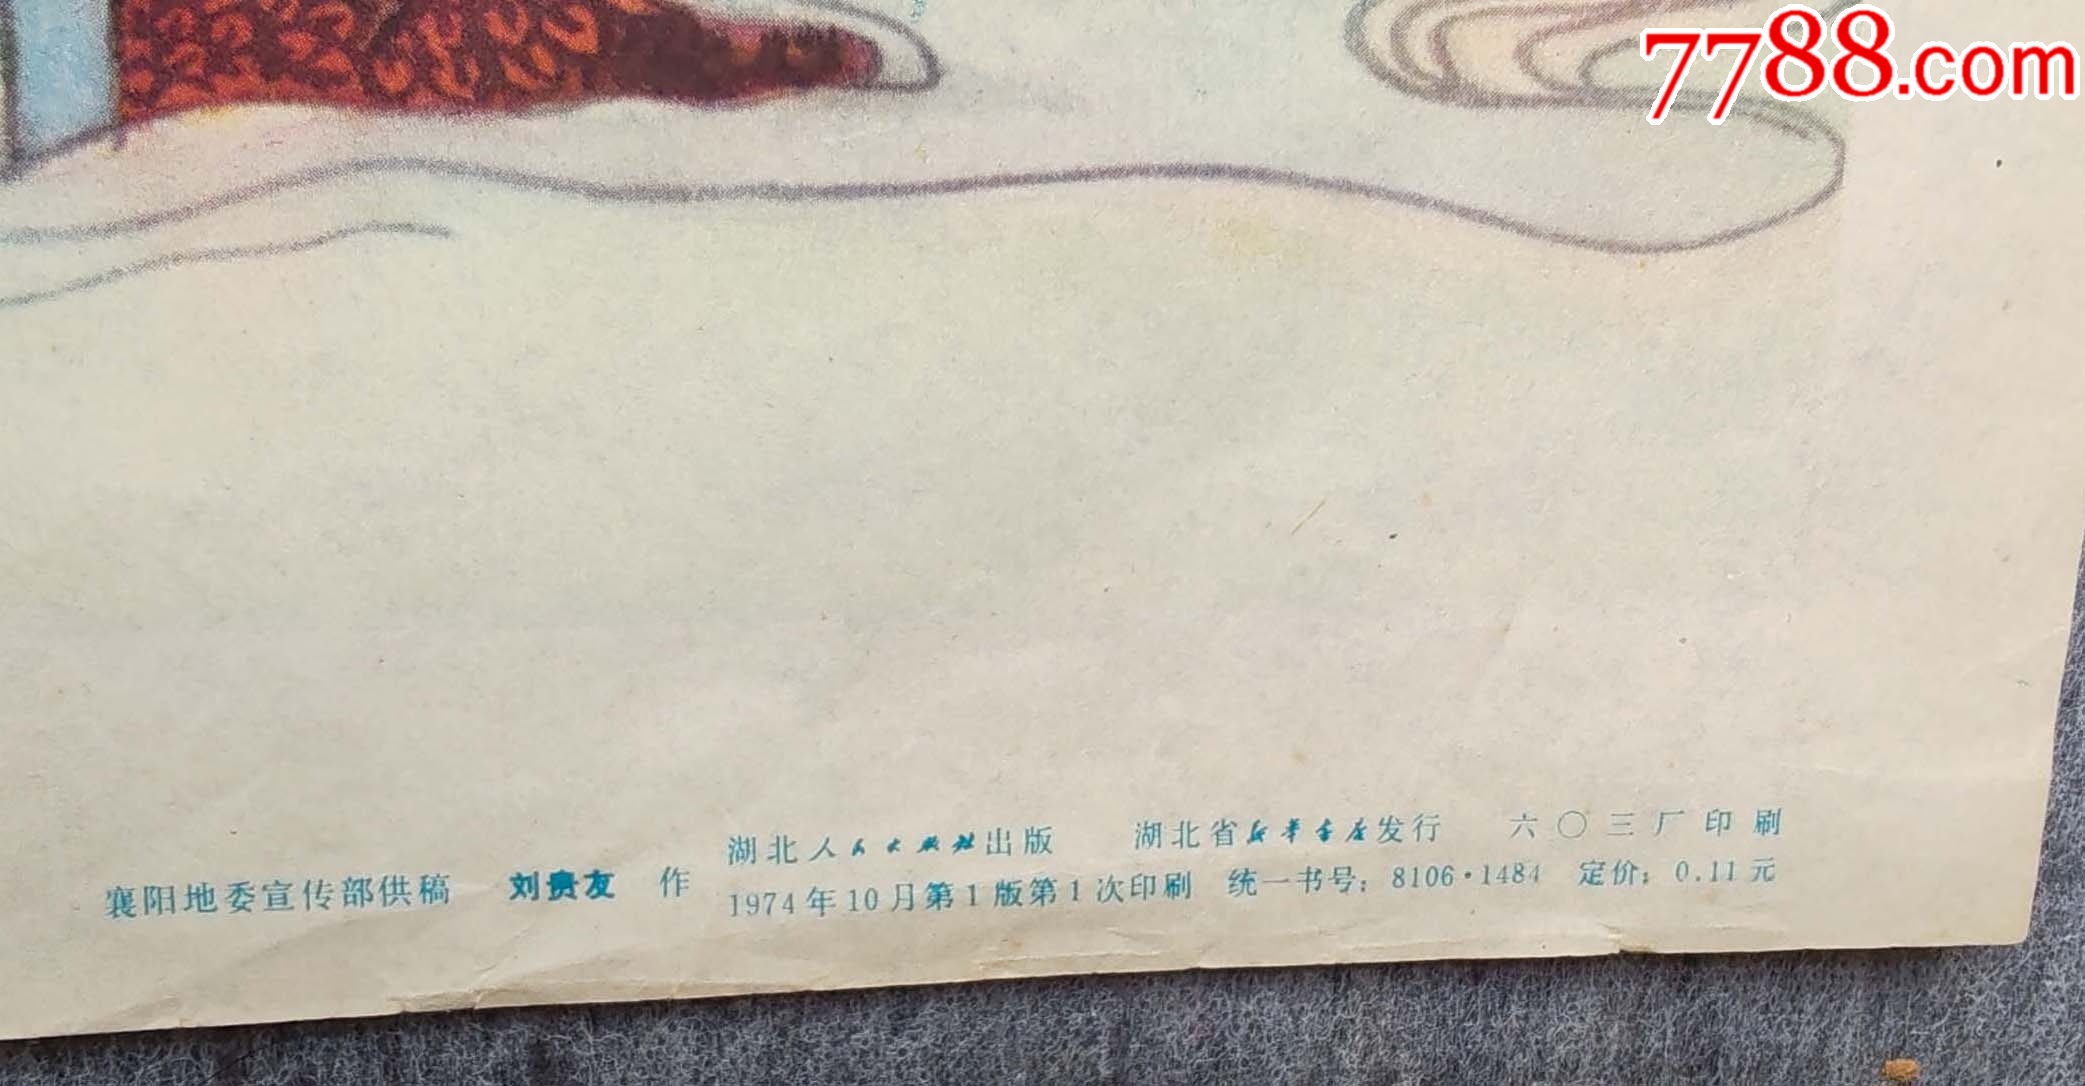 7788.com
湖北人民出版社出版 湖北省新华书店发行 六〇三厂印刷
襄阳地委宣传部供稿 刘贵友 作
1974年10月第1版第1次印刷 统一书号：8106·1484 定价：0.11元